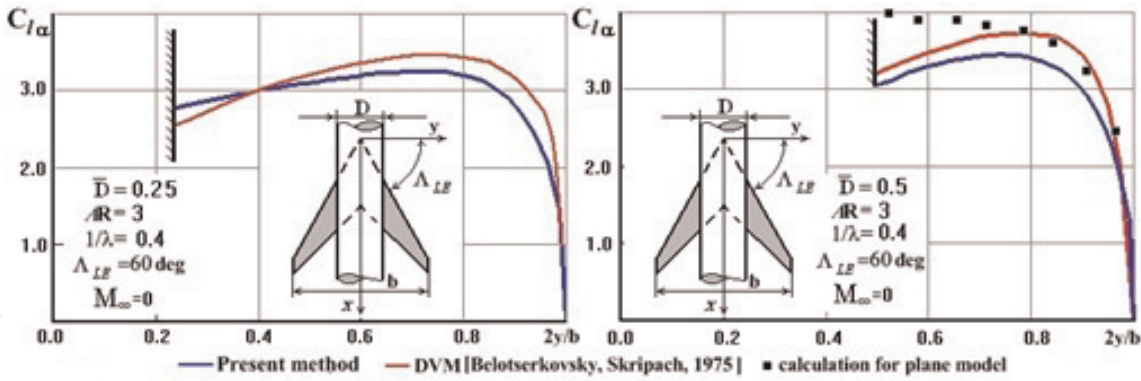 C_lα
3.0
2.0
1.0
0.0
0.2
0.4
0.6
0.8
2y/b
D
y
Λ_LE
b
x
D̅=0.25
AR=3
1/λ=0.4
Λ_LE=60 deg
M∞=0
C_lα
3.0
2.0
1.0
0.0
0.2
0.4
0.6
0.8
2y/b
D
y
Λ_LE
b
x
D̅=0.5
AR=3
1/λ=0.4
Λ_LE=60 deg
M∞=0
Present method DVM [Belotserkovsky, Skripach, 1975] calculation for plane model